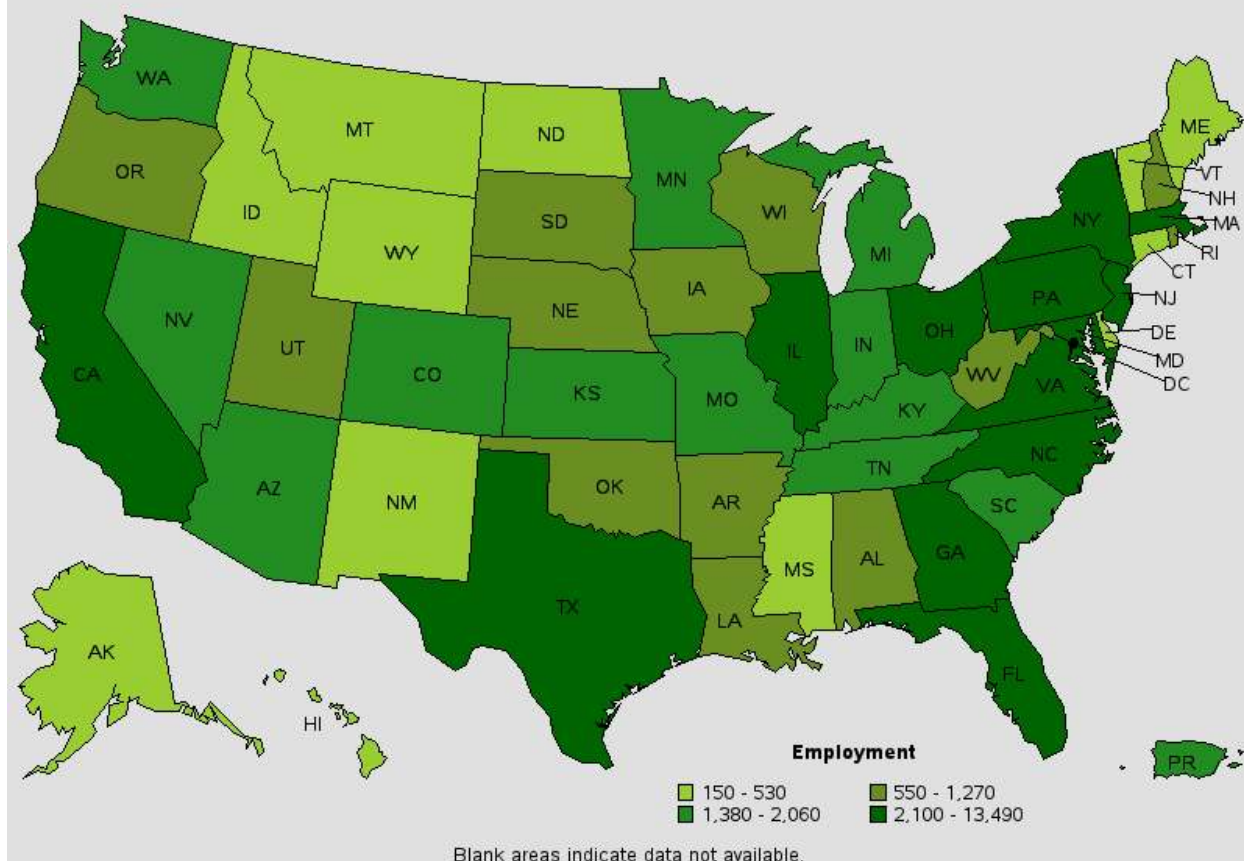 WA
MT
ND
ME
OR
MN
VT
ID
SD
WI
NH
NY
MA
WY
MI
RI
CT
IA
PA
NE
NJ
NV
OH
UT
IL
IN
DE
CA
CO
WV
MD
VA
DC
KS
MO
KY
NC
TN
AZ
OK
NM
AR
SC
GA
MS
AL
TX
LA
AK
FL
HI
PR
Employment
150 - 530
550 - 1,270
1,380 - 2,060
2,100 - 13,490
Blank areas indicate data not available.